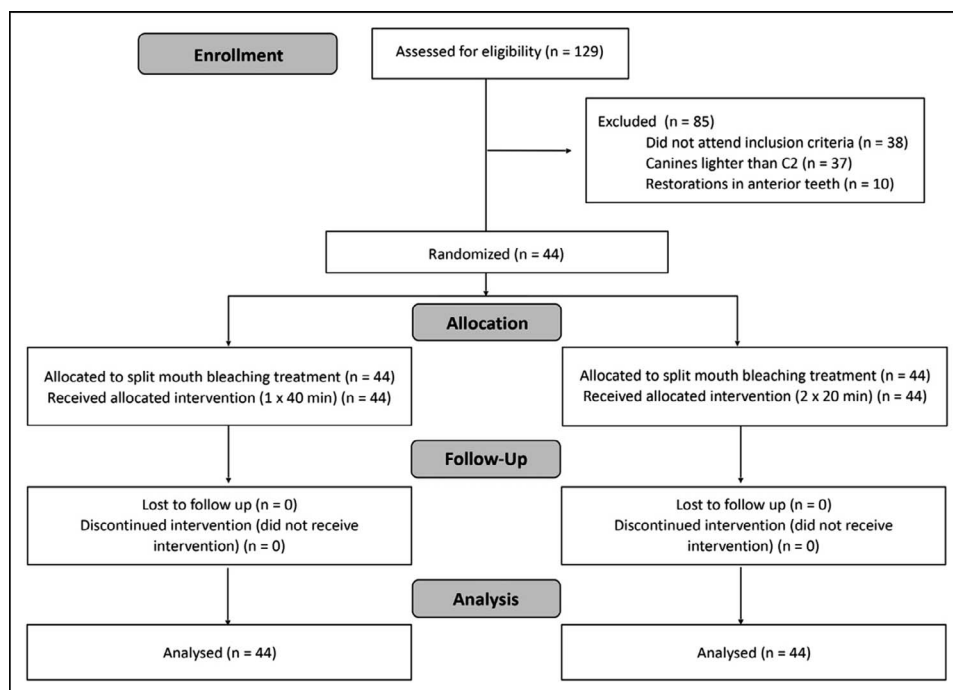 Enrollment
Assessed for eligibility (n = 129)
Excluded (n = 85)
Did not attend inclusion criteria (n = 38)
Canines lighter than C2 (n = 37)
Restorations in anterior teeth (n = 10)
Randomized (n = 44)
Allocation
Allocated to split mouth bleaching treatment (n = 44)
Received allocated intervention (1 x 40 min) (n = 44)
Allocated to split mouth bleaching treatment (n = 44)
Received allocated intervention (2 x 20 min) (n = 44)
Follow-Up
Lost to follow up (n = 0)
Discontinued intervention (did not receive
intervention) (n = 0)
Lost to follow up (n = 0)
Discontinued intervention (did not receive
intervention) (n = 0)
Analysis
Analysed (n = 44)
Analysed (n = 44)